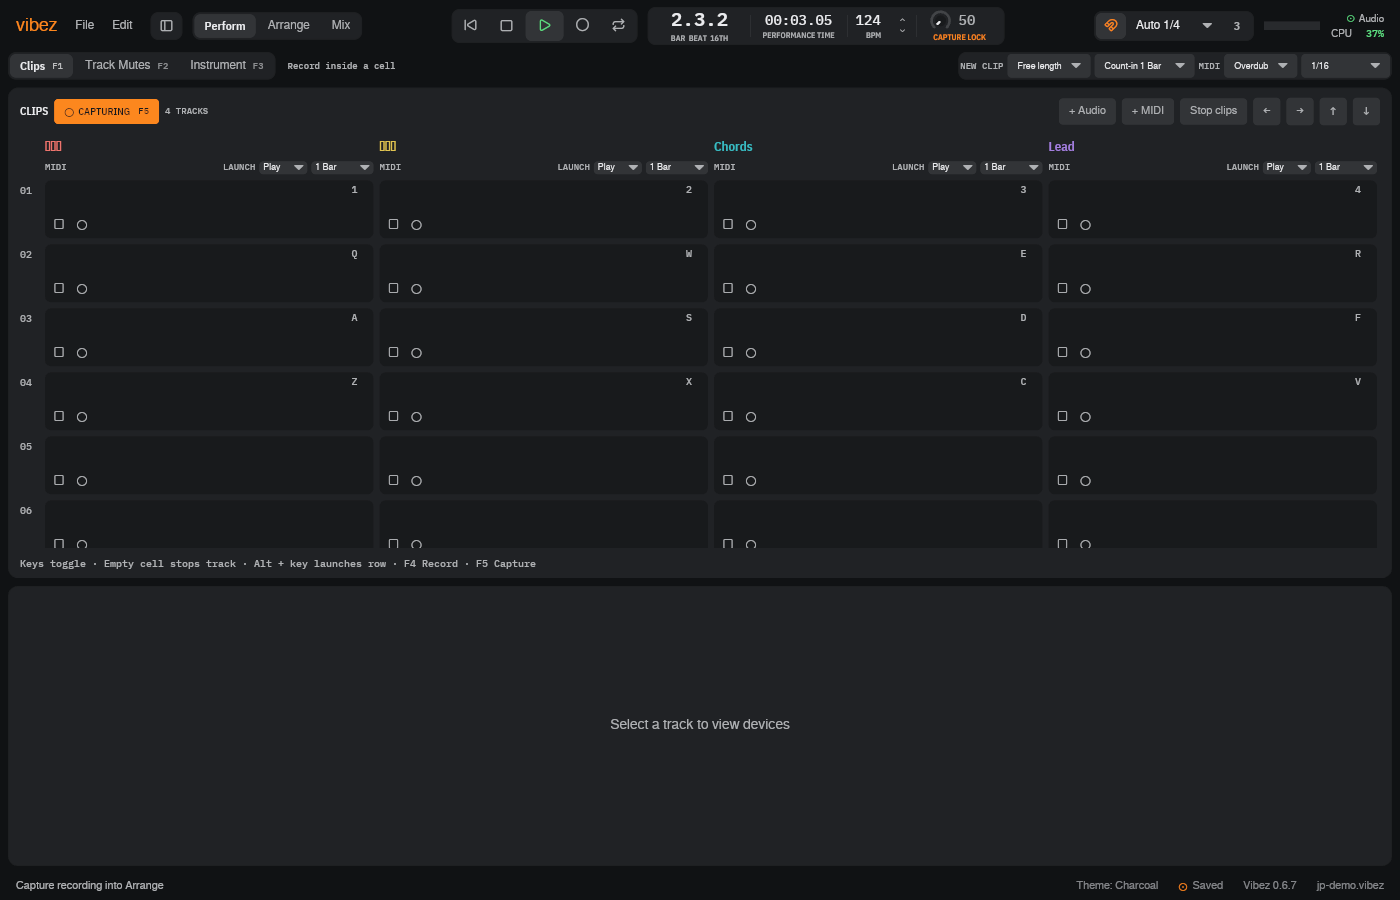 vibez File Edit Perform Arrange Mix 2.3.2 00:03.05 124 50 Auto 1/4 3 Audio
BAR BEAT 16TH PERFORMANCE TIME BPM CAPTURE LOCK CPU 37%
Clips F1 Track Mutes F2 Instrument F3 Record inside a cell NEW CLIP Free length Count-in 1 Bar MIDI Overdub 1/16
CLIPS CAPTURING F5 4 TRACKS + Audio + MIDI Stop clips ← → ↑ ↓
Chords Lead
MIDI LAUNCH Play 1 Bar MIDI LAUNCH Play 1 Bar MIDI LAUNCH Play 1 Bar MIDI LAUNCH Play 1 Bar
01 1 2 3 4
02 Q W E R
03 A S D F
04 Z X C V
05
06
Keys toggle · Empty cell stops track · Alt + key launches row · F4 Record · F5 Capture
Select a track to view devices
Capture recording into Arrange Theme: Charcoal Saved Vibez 0.6.7 jp-demo.vibez